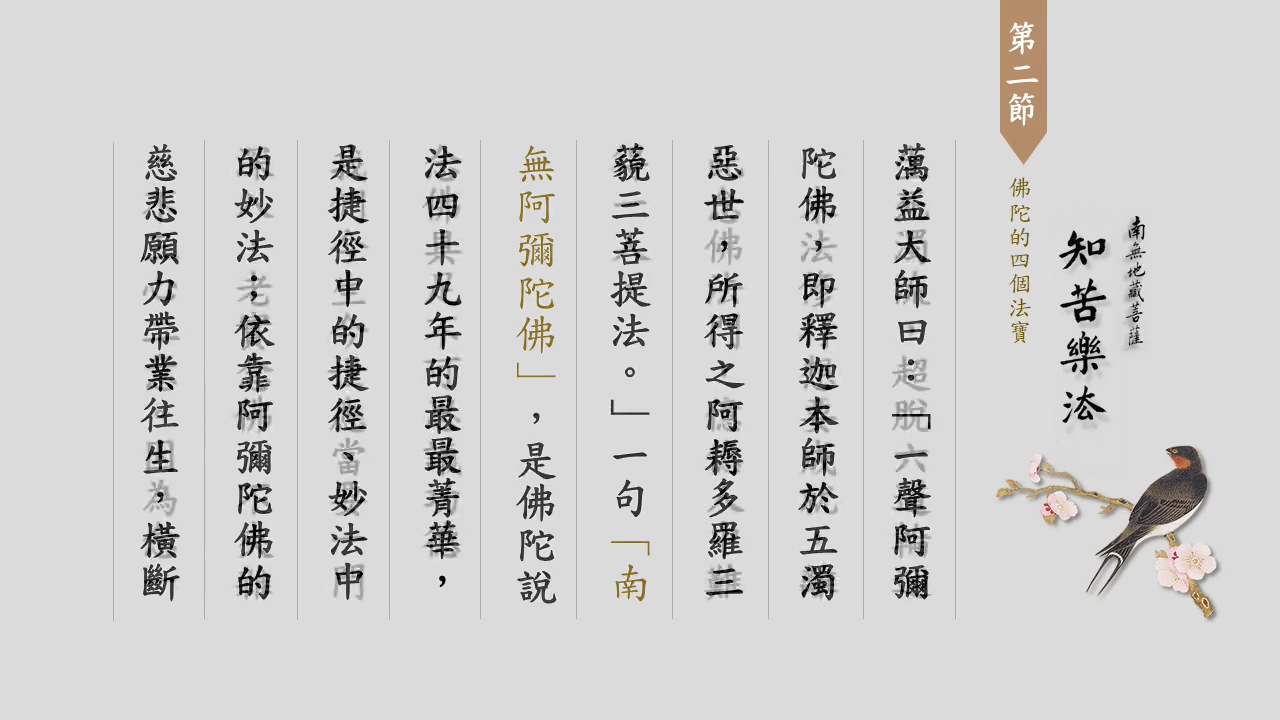 第二節
佛陀的四個法寶
南無地藏菩薩
知苦樂法
蕅益大師曰：「一聲阿彌
陀佛，即釋迦本師於五濁
惡世，所得之阿耨多羅三
藐三菩提法。」一句「南
無阿彌陀佛」，是佛陀說
法四十九年的最最菁華，
是捷徑中的捷徑、妙法中
的妙法；依靠阿彌陀佛的
慈悲願力帶業往生，橫斷